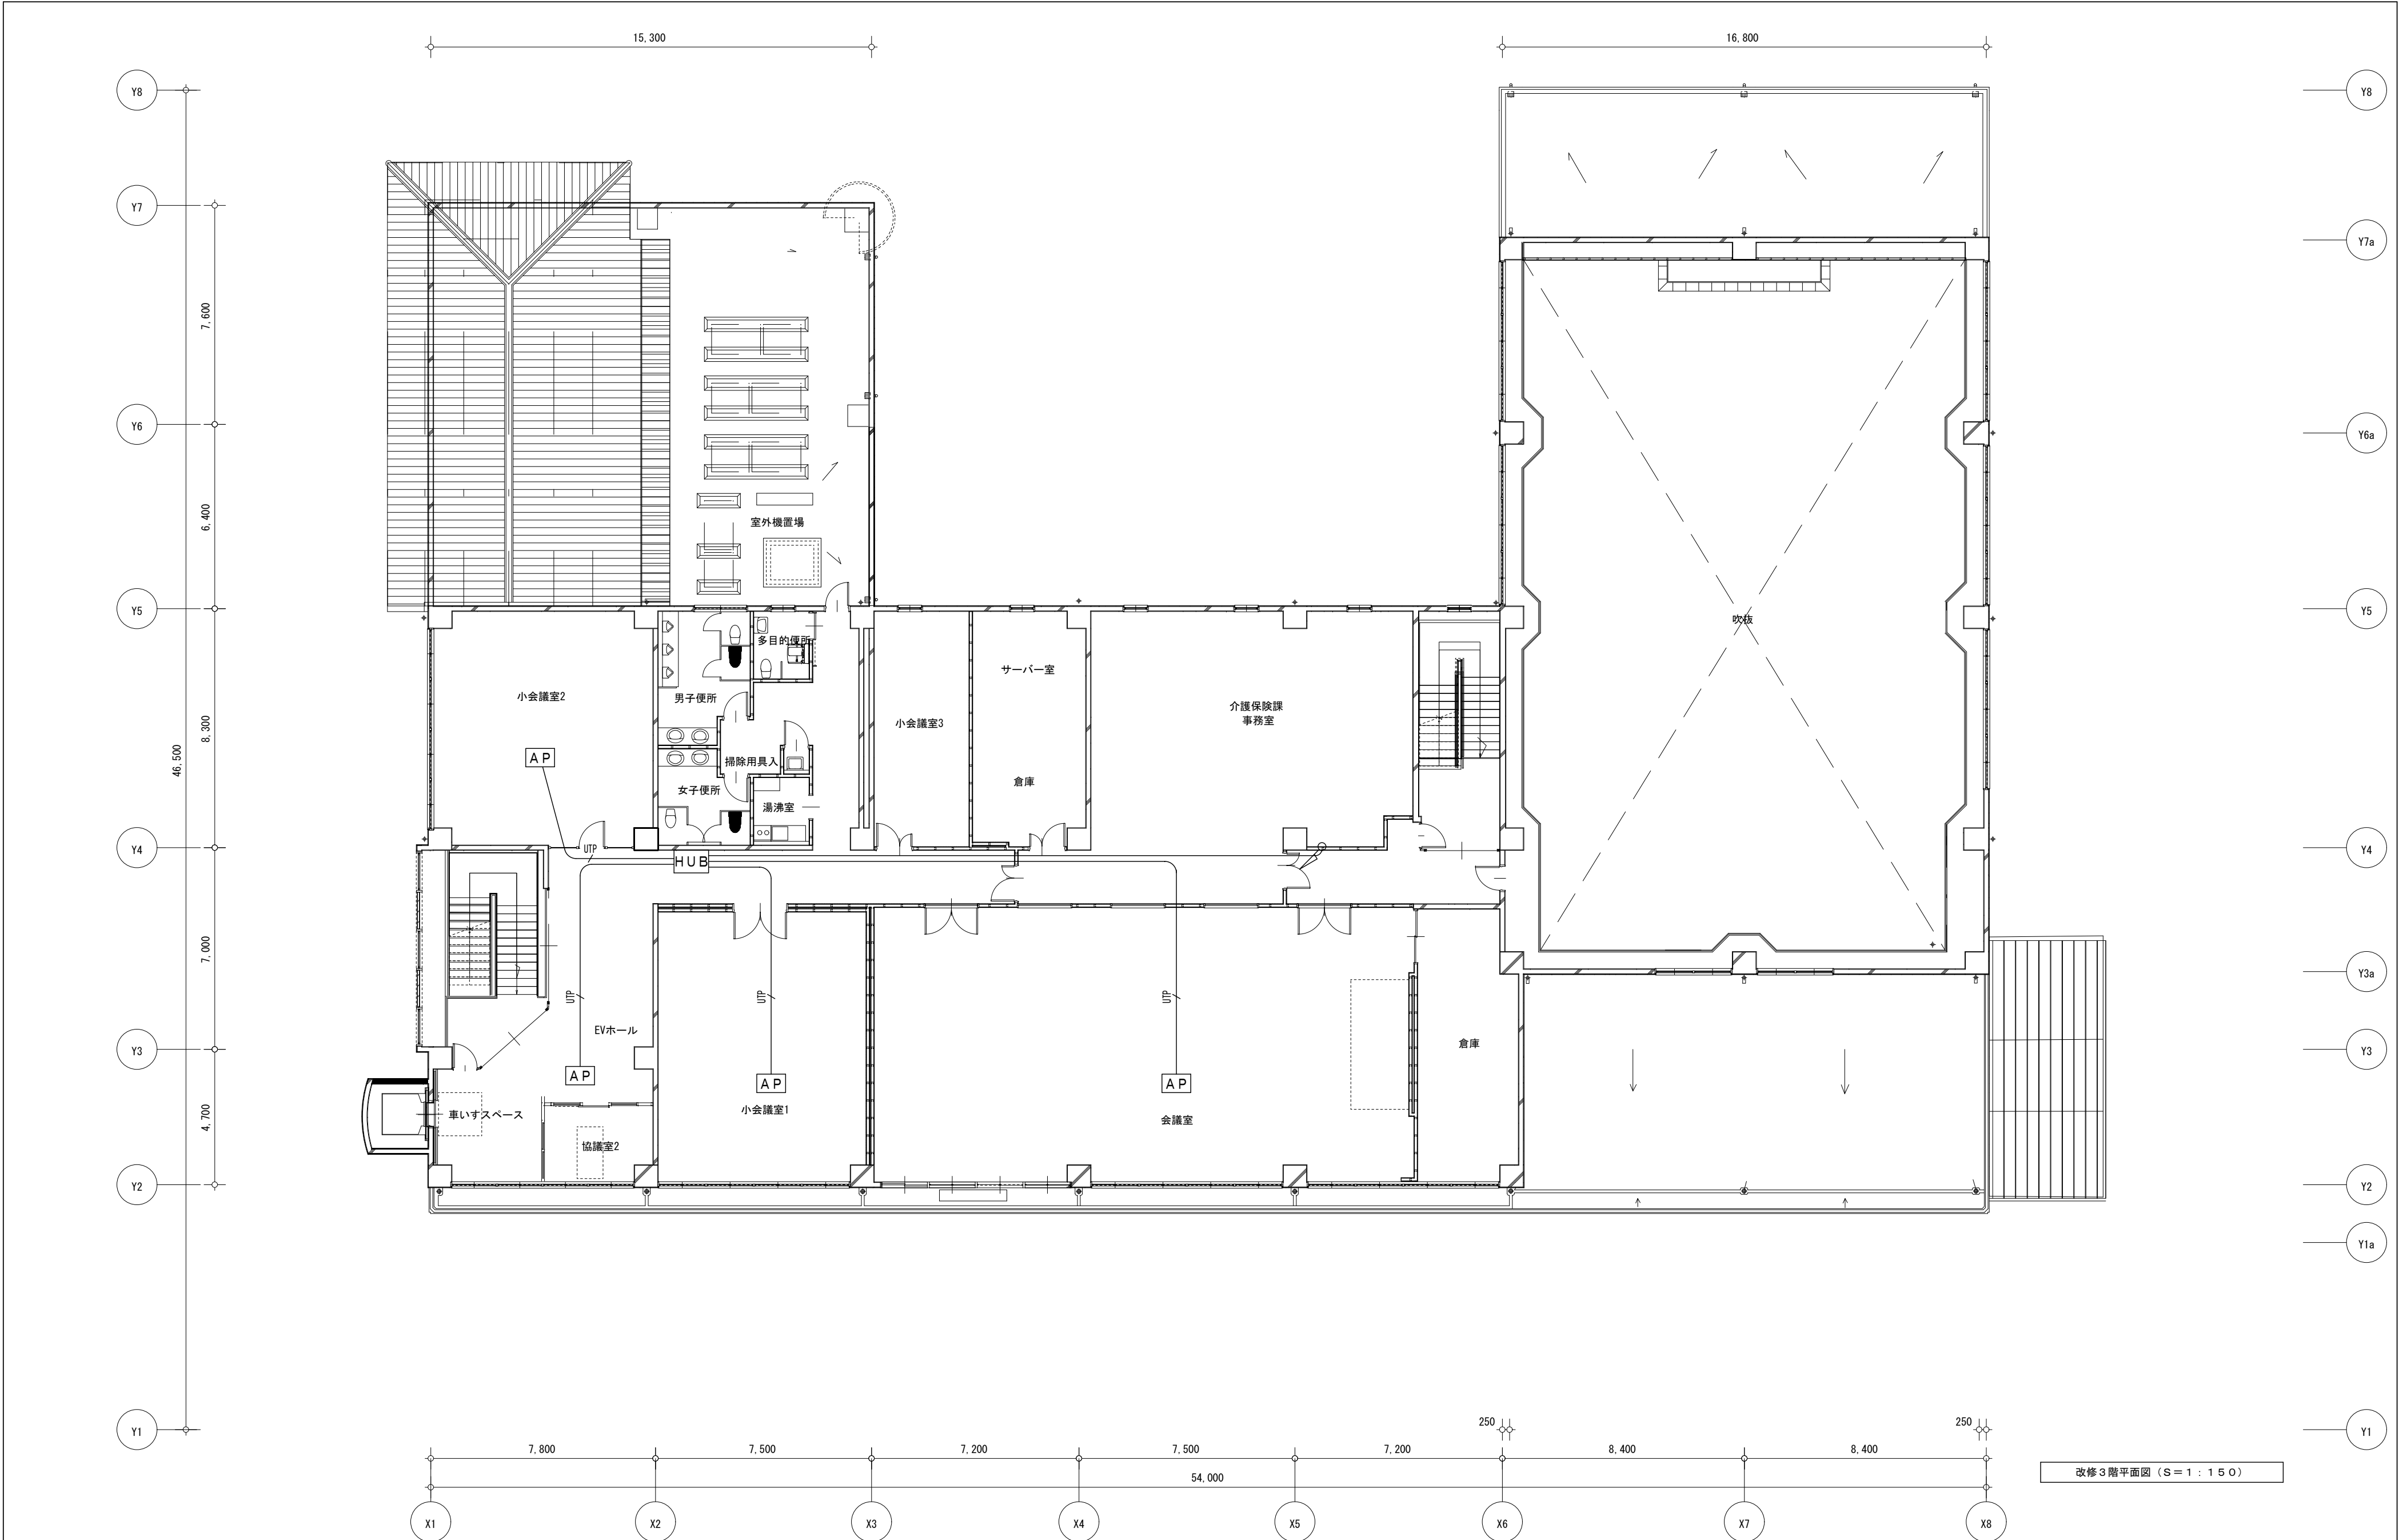 15,300
16,800
Y8
Y8
Y7
Y7a
7,600
Y6
Y6a
6,400
室外機置場
Y5
Y5
吹抜
多目的便所
サーバー室
小会議室2
男子便所
介護保険課
事務室
小会議室3
8,300
46,500
AP
掃除用具入
倉庫
女子便所
湯沸室
Y4
UTP
HUB
Y4
7,000
Y3a
UTP
UTP
UTP
EVホール
Y3
倉庫
Y3
AP
AP
AP
4,700
車いすスペース
小会議室1
会議室
協議室2
Y2
Y2
Y1a
Y1
250
250
Y1
7,800
7,500
7,200
7,500
7,200
8,400
8,400
54,000
改修3階平面図(S=1:150)
X1
X2
X3
X4
X5
X6
X7
X8